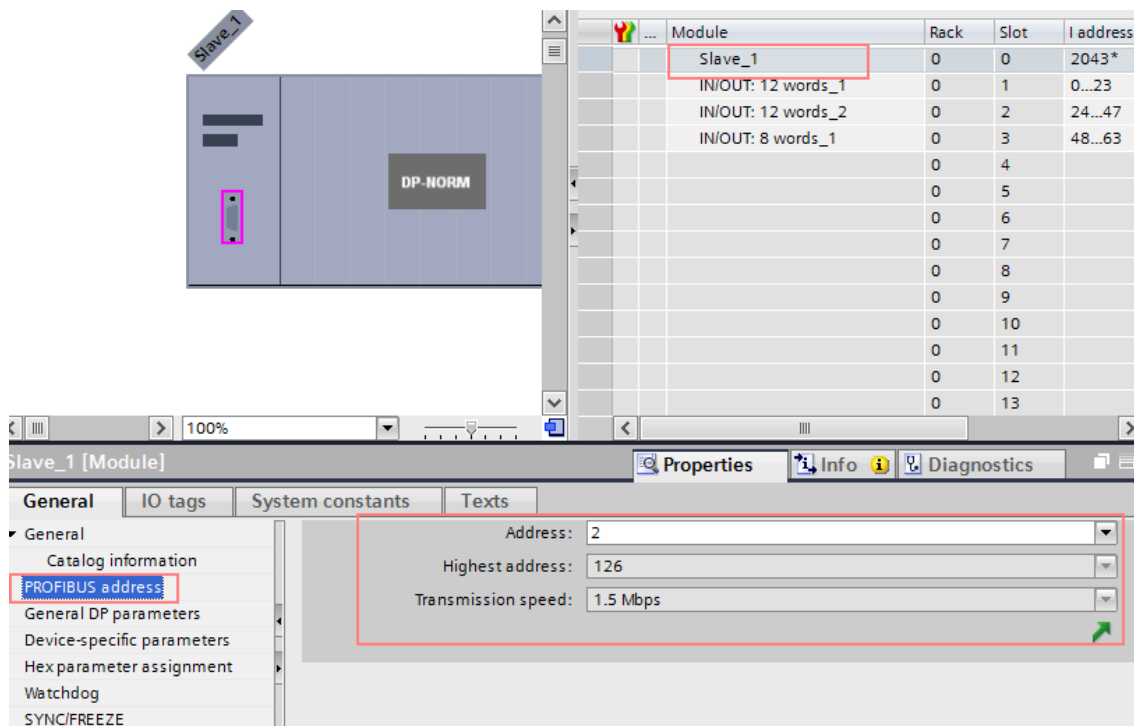 Slave_1
DP-NORM
100%
... Module Rack Slot I address
Slave_1 0 0 2043*
IN/OUT: 12 words_1 0 1 0...23
IN/OUT: 12 words_2 0 2 24...47
IN/OUT: 8 words_1 0 3 48...63
0 4
0 5
0 6
0 7
0 8
0 9
0 10
0 11
0 12
0 13
Slave_1 [Module]
Properties Info Diagnostics
General IO tags System constants Texts
General
Catalog information
PROFIBUS address
General DP parameters
Device-specific parameters
Hex parameter assignment
Watchdog
SYNC/FREEZE
Address: 2
Highest address: 126
Transmission speed: 1.5 Mbps